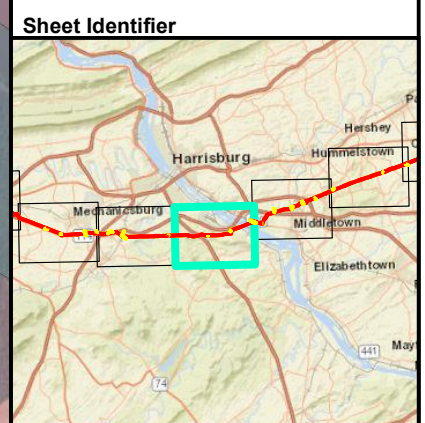 Sheet Identifier
Hershey
Harrisburg
Hummelstown
Mechanicsburg
Middletown
Elizabethtown
441
74